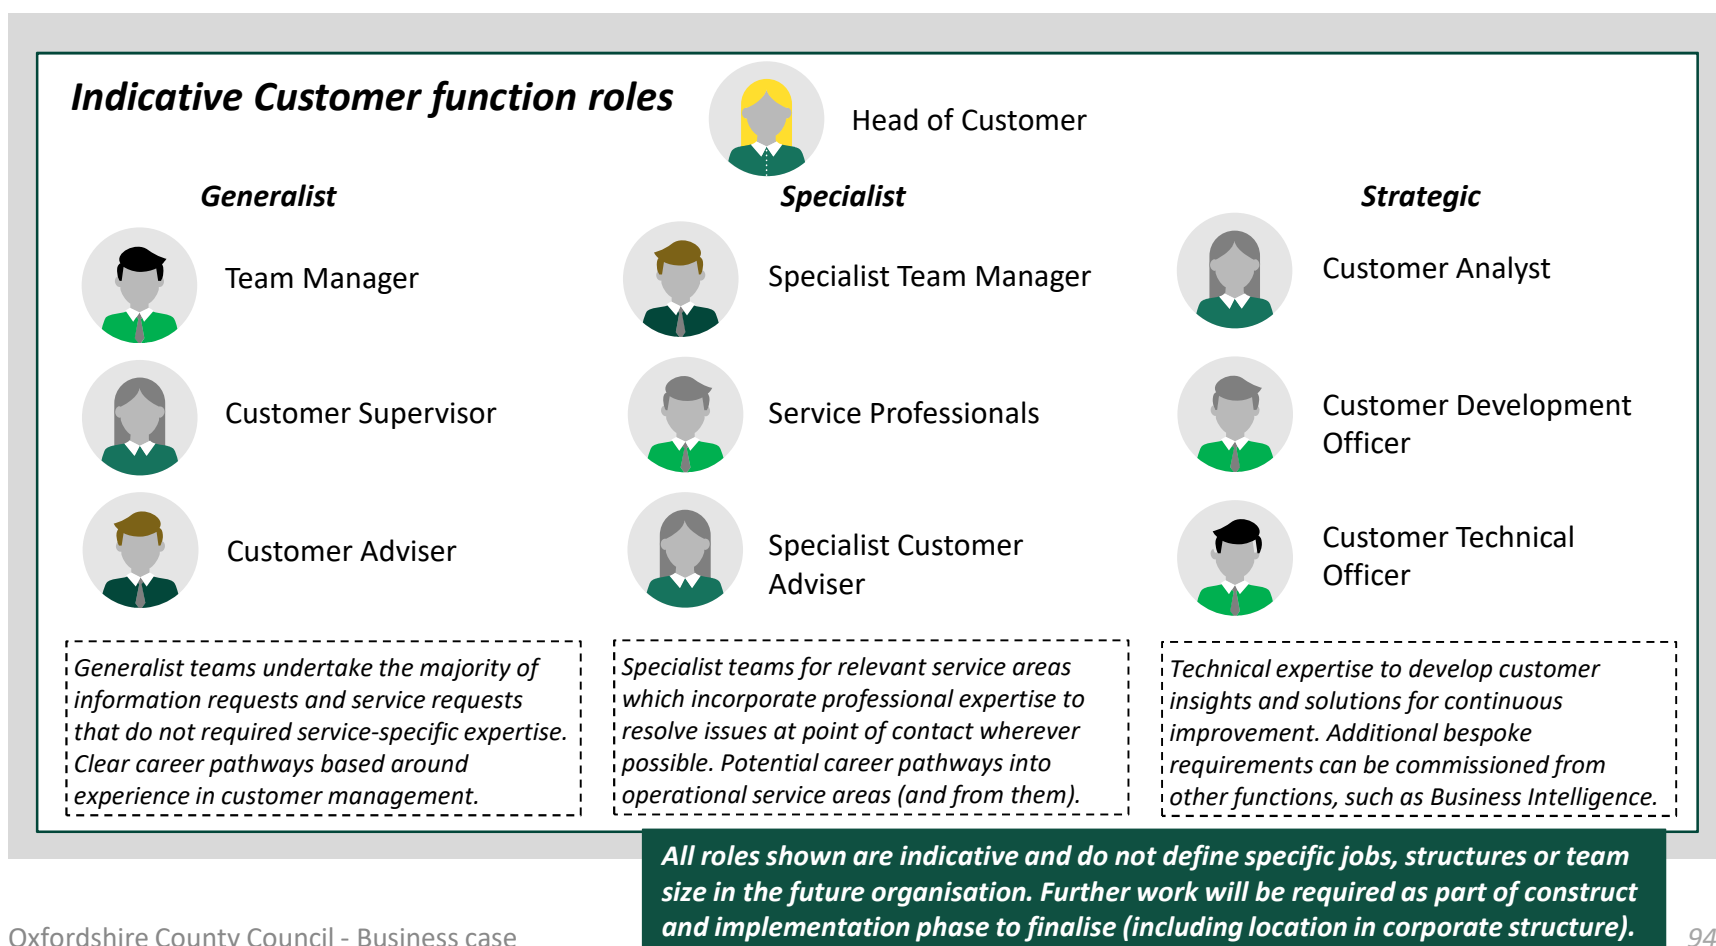 Indicative Customer function roles
Head of Customer
Generalist
Team Manager
Customer Supervisor
Customer Adviser
Generalist teams undertake the majority of
information requests and service requests
that do not required service-specific expertise.
Clear career pathways based around
experience in customer management.
Specialist
Specialist Team Manager
Service Professionals
Specialist Customer
Adviser
Specialist teams for relevant service areas
which incorporate professional expertise to
resolve issues at point of contact wherever
possible. Potential career pathways into
operational service areas (and from them).
Strategic
Customer Analyst
Customer Development
Officer
Customer Technical
Officer
Technical expertise to develop customer
insights and solutions for continuous
improvement. Additional bespoke
requirements can be commissioned from
other functions, such as Business Intelligence.
All roles shown are indicative and do not define specific jobs, structures or team
size in the future organisation. Further work will be required as part of construct
and implementation phase to finalise (including location in corporate structure).
Oxfordshire County Council - Business case
94